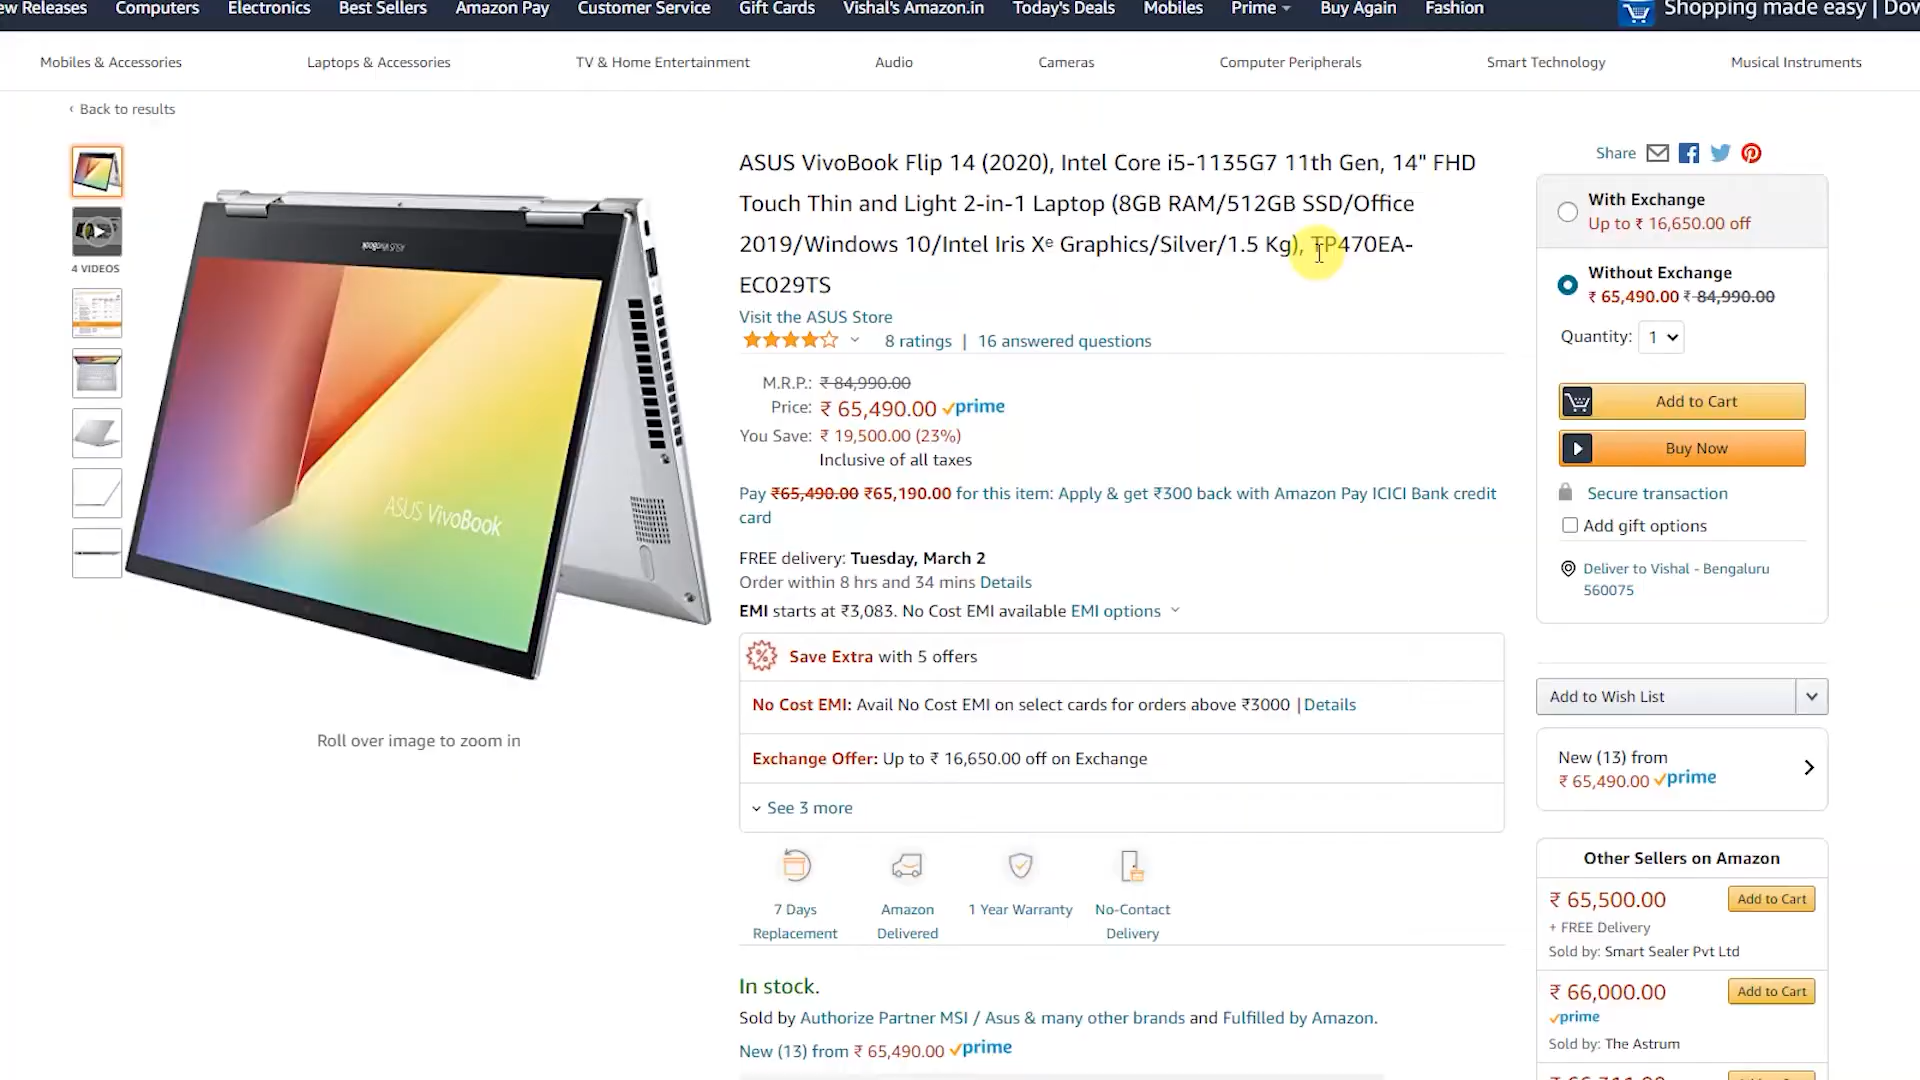 ew Releases Computers Electronics Best Sellers Amazon Pay Customer Service Gift Cards Vishal's Amazon.in Today's Deals Mobiles Prime Buy Again Fashion Shopping made easy |
Mobiles & Accessories Laptops & Accessories TV & Home Entertainment Audio Cameras Computer Peripherals Smart Technology Musical Instruments
‹ Back to results
4 VIDEOS
ASUS VivoBook
ASUS VivoBook
Roll over image to zoom in
ASUS VivoBook Flip 14 (2020), Intel Core i5-1135G7 11th Gen, 14" FHD
Touch Thin and Light 2-in-1 Laptop (8GB RAM/512GB SSD/Office
2019/Windows 10/Intel Iris Xᵉ Graphics/Silver/1.5 Kg), TP470EA-
EC029TS
Visit the ASUS Store
8 ratings | 16 answered questions
M.R.P.: ₹ 84,990.00
Price: ₹ 65,490.00 prime
You Save: ₹ 19,500.00 (23%)
Inclusive of all taxes
Pay ₹65,490.00 ₹65,190.00 for this item: Apply & get ₹300 back with Amazon Pay ICICI Bank credit
card
FREE delivery: Tuesday, March 2
Order within 8 hrs and 34 mins Details
EMI starts at ₹3,083. No Cost EMI available EMI options
Save Extra with 5 offers
No Cost EMI: Avail No Cost EMI on select cards for orders above ₹3000 | Details
Exchange Offer: Up to ₹ 16,650.00 off on Exchange
See 3 more
7 Days
Replacement
Amazon
Delivered
1 Year Warranty
No-Contact
Delivery
In stock.
Sold by Authorize Partner MSI / Asus & many other brands and Fulfilled by Amazon.
New (13) from ₹ 65,490.00 prime
Share
With Exchange
Up to ₹ 16,650.00 off
Without Exchange
₹ 65,490.00 ₹ 84,990.00
Quantity: 1
Add to Cart
Buy Now
Secure transaction
Add gift options
Deliver to Vishal - Bengaluru
560075
Add to Wish List
New (13) from
₹ 65,490.00 prime
Other Sellers on Amazon
₹ 65,500.00 Add to Cart
+ FREE Delivery
Sold by: Smart Sealer Pvt Ltd
₹ 66,000.00 Add to Cart
prime
Sold by: The Astrum